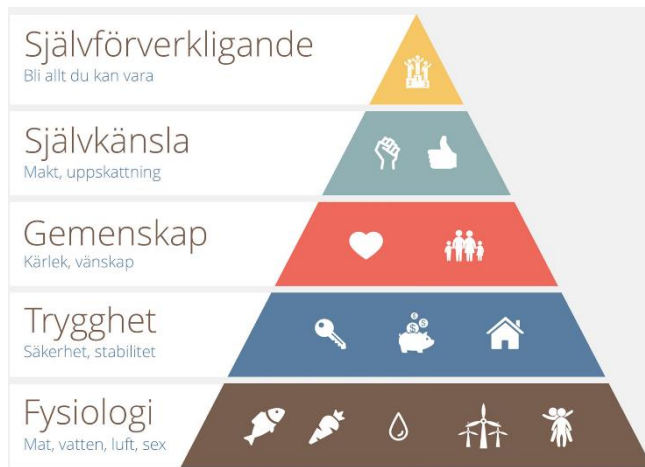 Självförverkligande
Bli allt du kan vara
Självkänsla
Makt, uppskattning
Gemenskap
Kärlek, vänskap
Trygghet
Säkerhet, stabilitet
Fysiologi
Mat, vatten, luft, sex